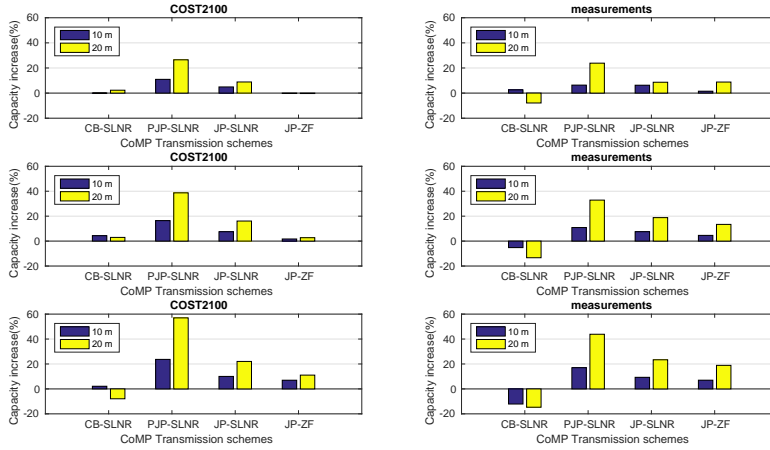 COST2100
Capacity increase(%)
60
40
20
0
-20
10 m
20 m
CB-SLNR PJP-SLNR JP-SLNR JP-ZF
CoMP Transmission schemes
measurements
Capacity increase(%)
60
40
20
0
-20
10 m
20 m
CB-SLNR PJP-SLNR JP-SLNR JP-ZF
CoMP Transmission schemes
COST2100
Capacity increase(%)
60
40
20
0
-20
10 m
20 m
CB-SLNR PJP-SLNR JP-SLNR JP-ZF
CoMP Transmission schemes
measurements
Capacity increase(%)
60
40
20
0
-20
10 m
20 m
CB-SLNR PJP-SLNR JP-SLNR JP-ZF
CoMP Transmission schemes
COST2100
Capacity increase(%)
60
40
20
0
-20
10 m
20 m
CB-SLNR PJP-SLNR JP-SLNR JP-ZF
CoMP Transmission schemes
measurements
Capacity increase(%)
60
40
20
0
-20
10 m
20 m
CB-SLNR PJP-SLNR JP-SLNR JP-ZF
CoMP Transmission schemes